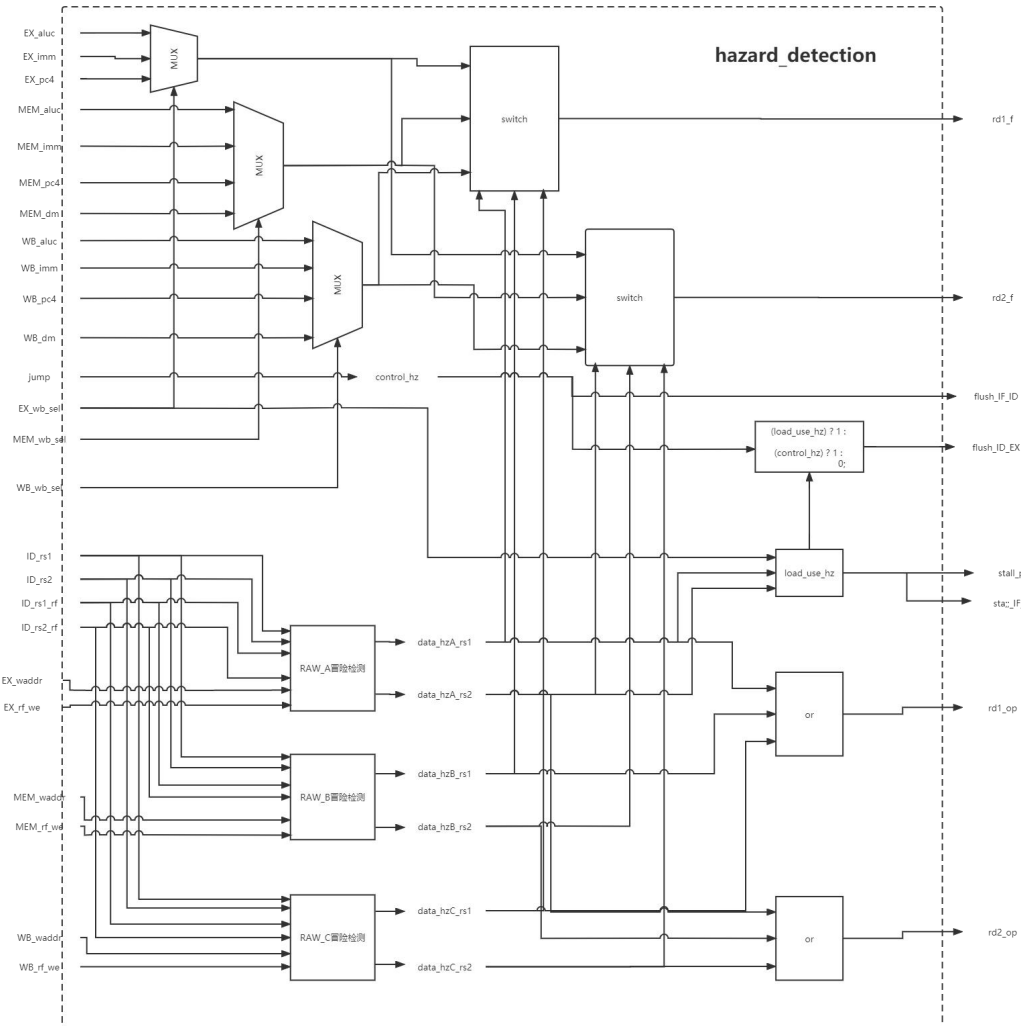 hazard_detection
EX_aluc
EX_imm
EX_pc4
MUX
MEM_aluc
MEM_imm
MEM_pc4
MEM_dm
MUX
WB_aluc
WB_imm
WB_pc4
WB_dm
MUX
switch
rd1_f
switch
rd2_f
jump
control_hz
flush_IF_ID
EX_wb_sel
MEM_wb_sel
WB_wb_sel
(load_use_hz) ? 1 :
(control_hz) ? 1 :
0;
flush_ID_EX
ID_rs1
ID_rs2
ID_rs1_rf
ID_rs2_rf
load_use_hz
stall_p
sta;;_IF
EX_waddr
EX_rf_we
RAW_A冒险检测
data_hzA_rs1
data_hzA_rs2
or
rd1_op
MEM_waddr
MEM_rf_we
RAW_B冒险检测
data_hzB_rs1
data_hzB_rs2
WB_waddr
WB_rf_we
RAW_C冒险检测
data_hzC_rs1
data_hzC_rs2
or
rd2_op